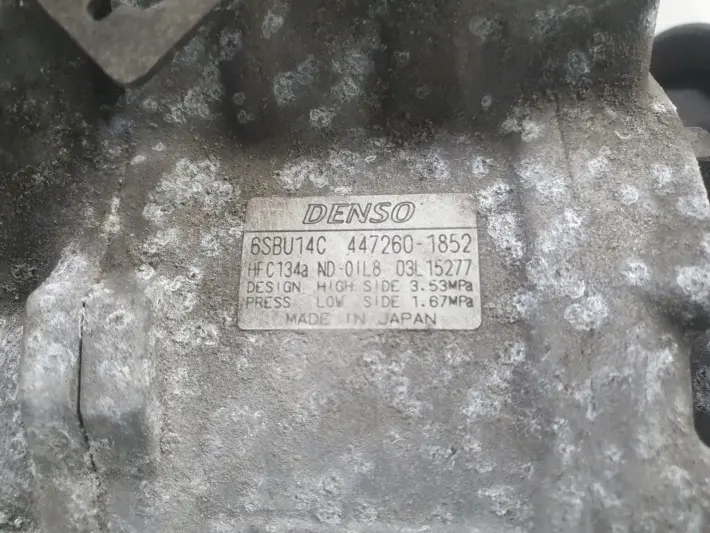 DENSO
6SBU14C 447260-1852
HFC134a ND-OIL8 03L15277
DESIGN HIGH SIDE 3.53MPa
PRESS LOW SIDE 1.67MPa
MADE IN JAPAN